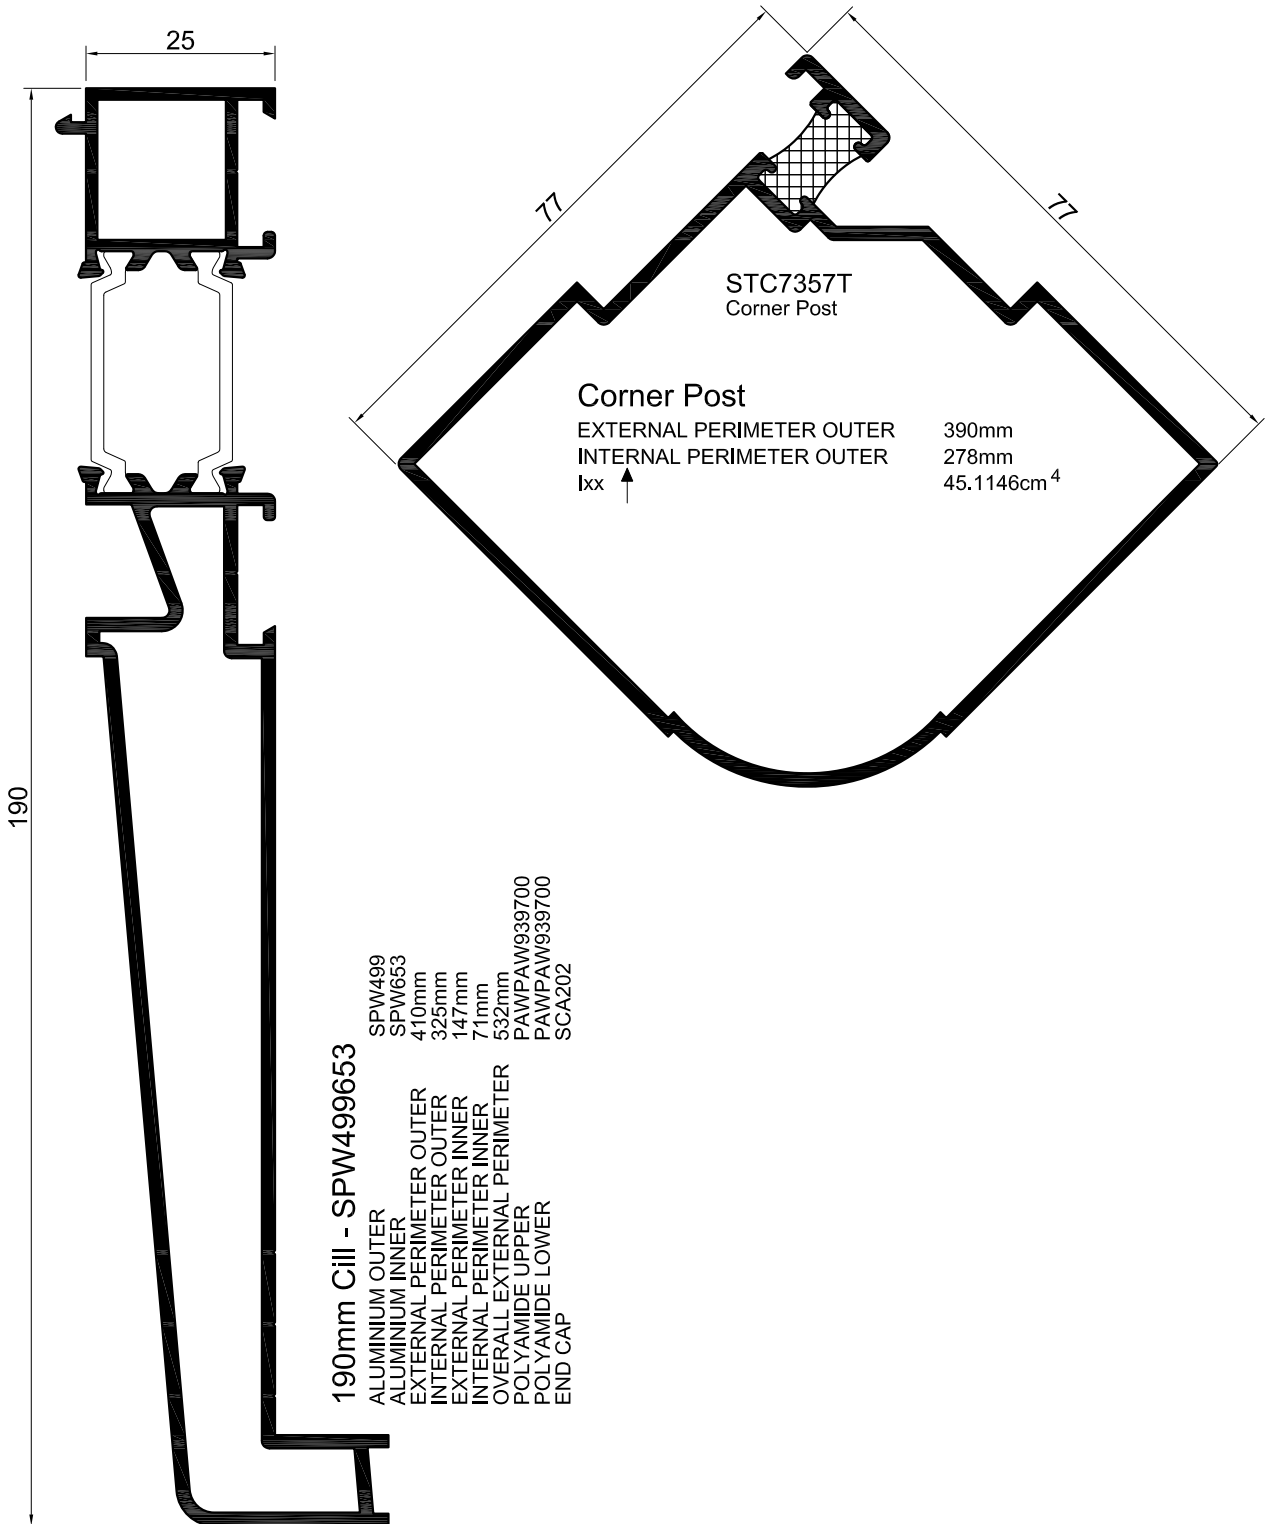 25
77
77
STC7357T
Corner Post
Corner Post
EXTERNAL PERIMETER OUTER 390mm
INTERNAL PERIMETER OUTER 278mm
Ixx 45.1146cm⁴
190
190mm Cill - SPW499653
ALUMINIUM OUTER SPW499
ALUMINIUM INNER SPW653
EXTERNAL PERIMETER OUTER 410mm
INTERNAL PERIMETER OUTER 325mm
EXTERNAL PERIMETER INNER 147mm
INTERNAL PERIMETER INNER 71mm
OVERALL EXTERNAL PERIMETER 532mm
POLYAMIDE UPPER PAWPAW939700
POLYAMIDE LOWER PAWPAW939700
END CAP SCA202